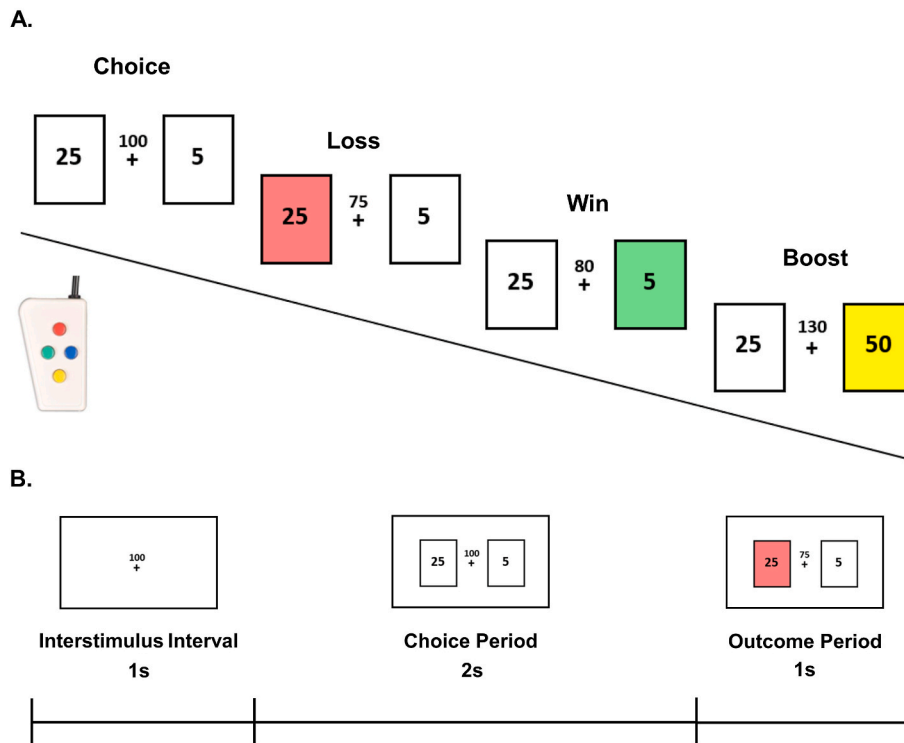 A.
Choice
25 100 + 5
Loss
25 75 + 5
Win
25 80 + 5
Boost
25 130 + 50
B.
100 +
25 100 + 5
25 75 + 5
Interstimulus Interval
1s
Choice Period
2s
Outcome Period
1s